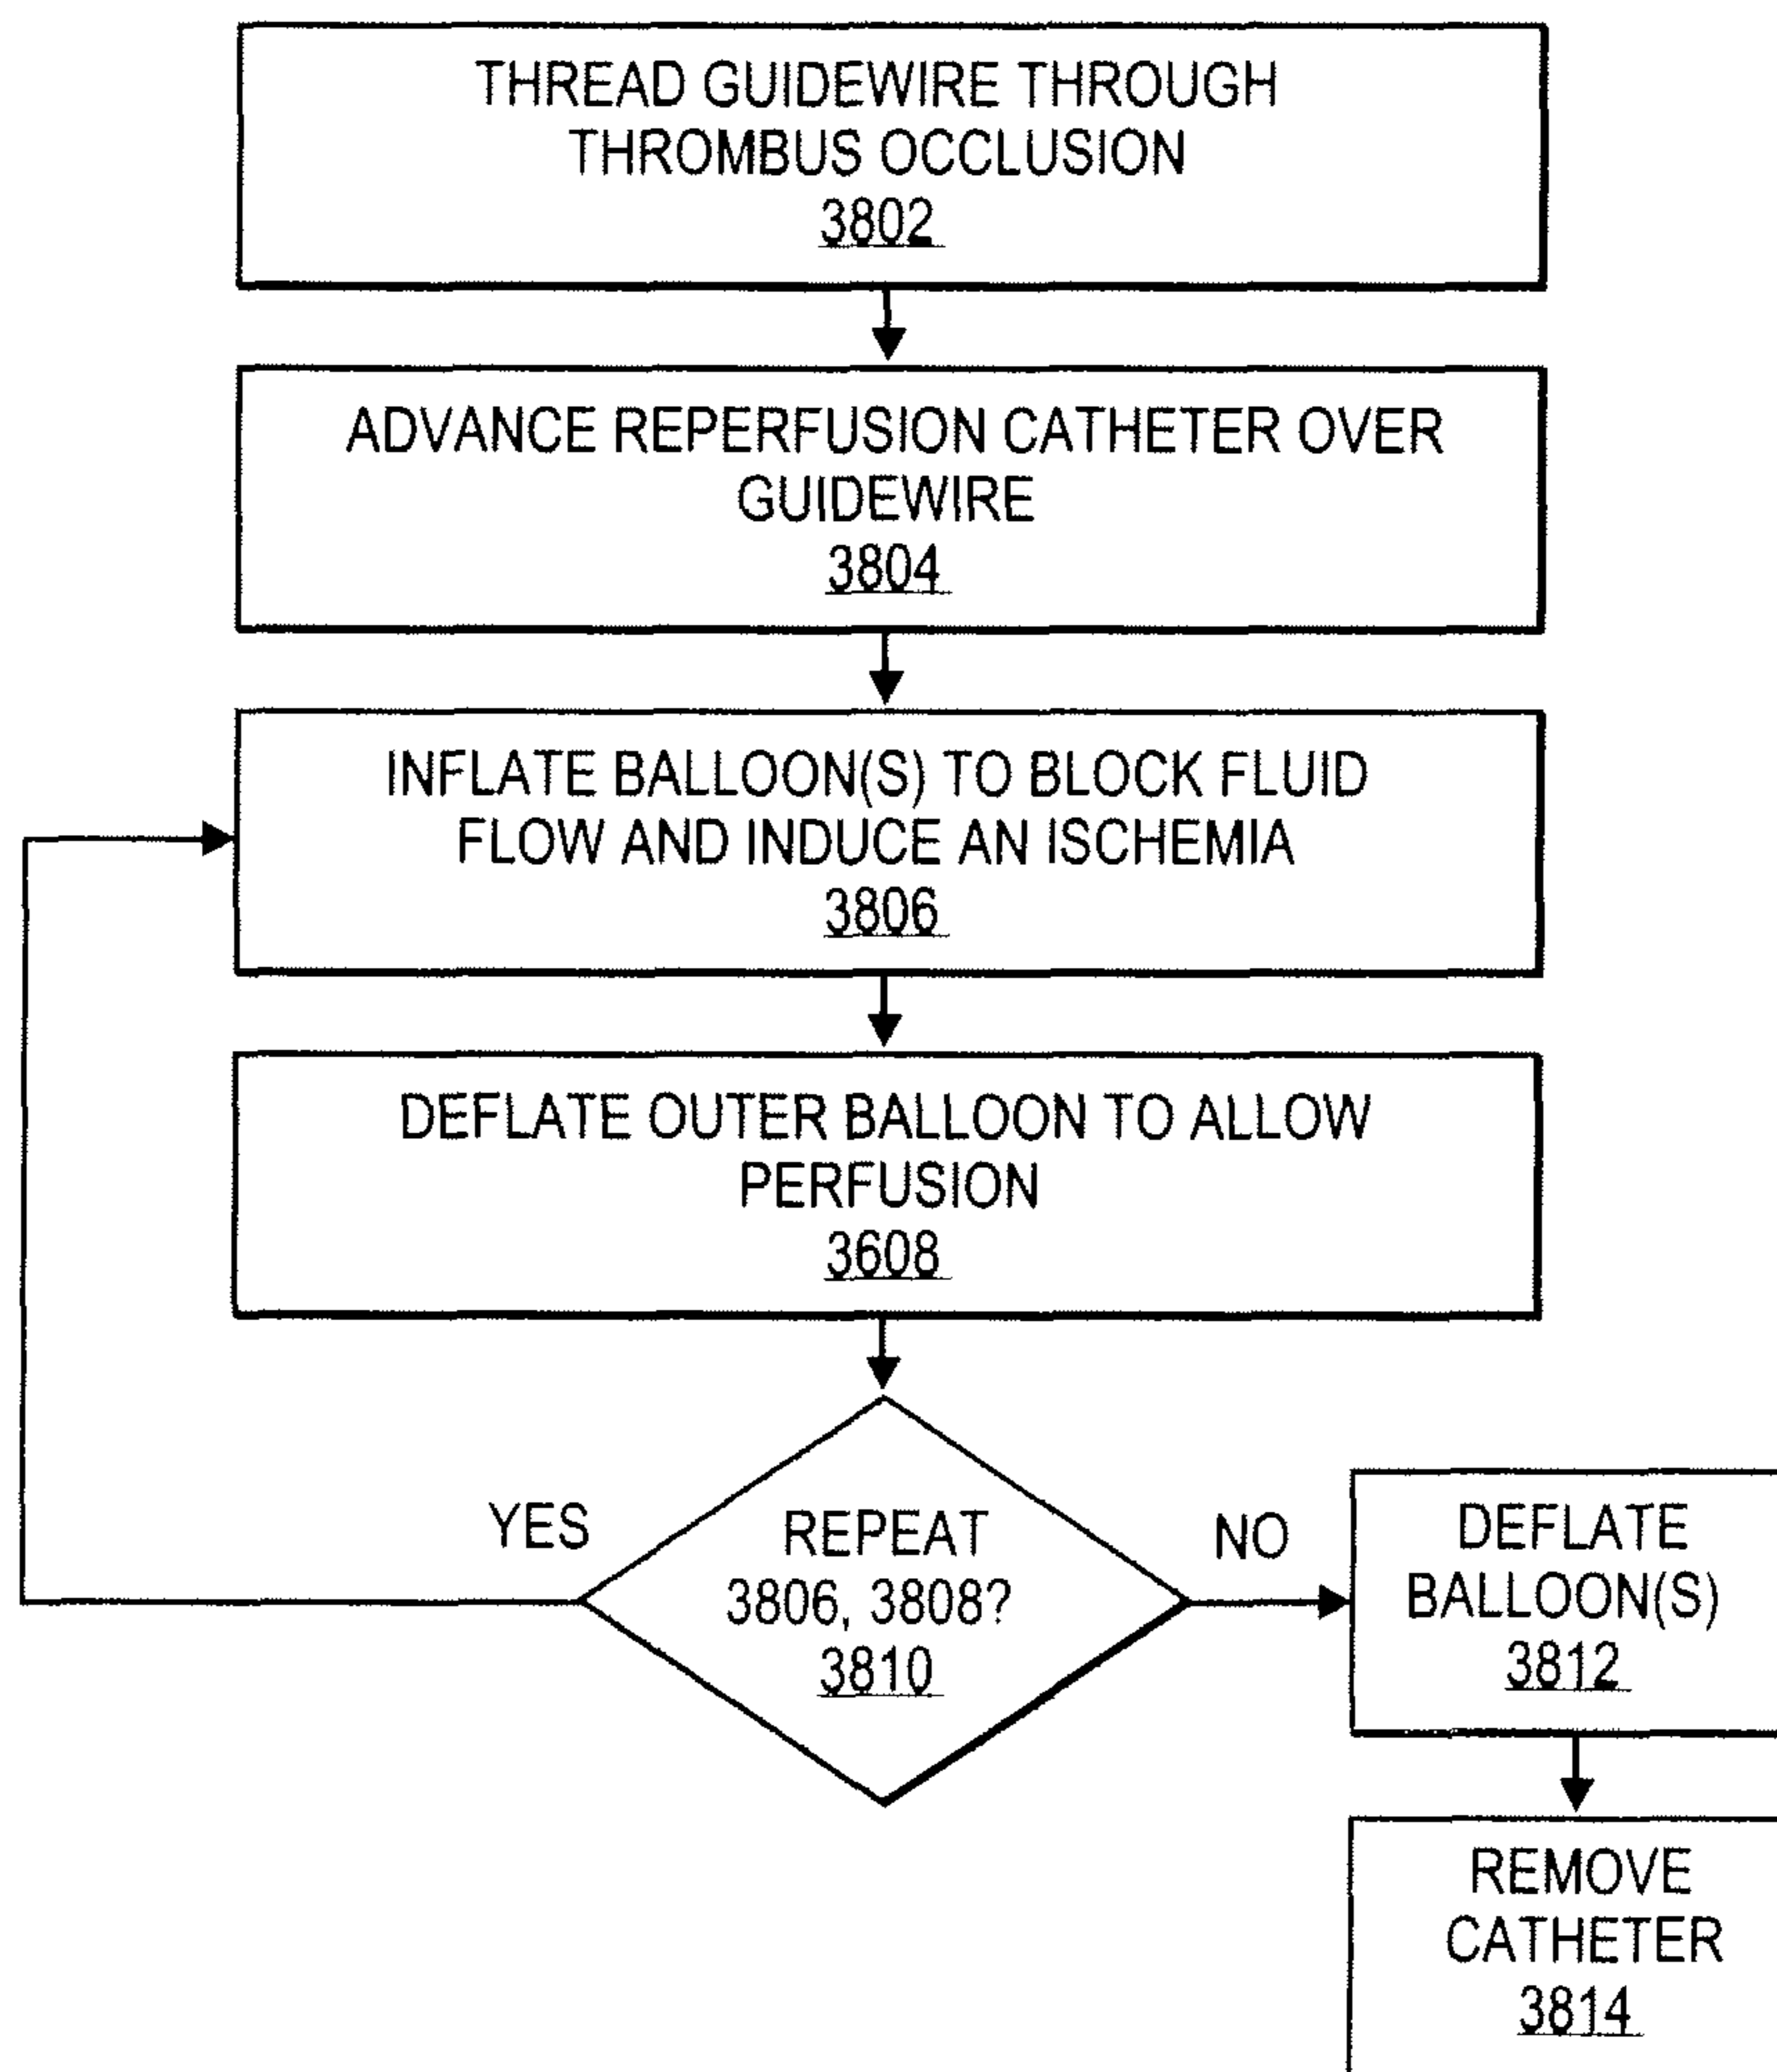 THREAD GUIDEWIRE THROUGH
THROMBUS OCCLUSION
3802
ADVANCE REPERFUSION CATHETER OVER
GUIDEWIRE
3804
INFLATE BALLOON(S) TO BLOCK FLUID
FLOW AND INDUCE AN ISCHEMIA
3806
DEFLATE OUTER BALLOON TO ALLOW
PERFUSION
3608
YES
REPEAT
3806, 3808?
3810
NO
DEFLATE
BALLOON(S)
3812
REMOVE
CATHETER
3814